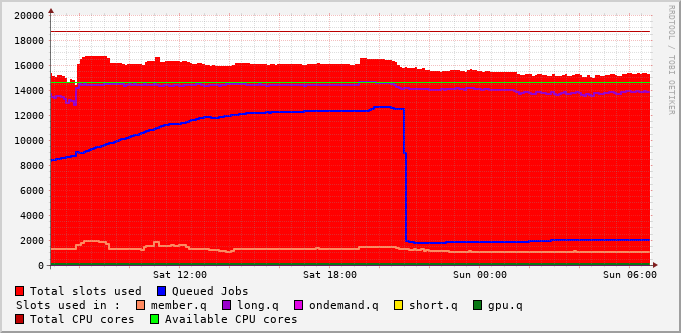 20000
18000
16000
14000
12000
10000
8000
6000
4000
2000
0
Sat 12:00 Sat 18:00 Sun 00:00 Sun 06:00
RRDTOOL / TOBI OETIKER
Total slots used Queued Jobs
Slots used in : member.q long.q ondemand.q short.q gpu.q
Total CPU cores Available CPU cores